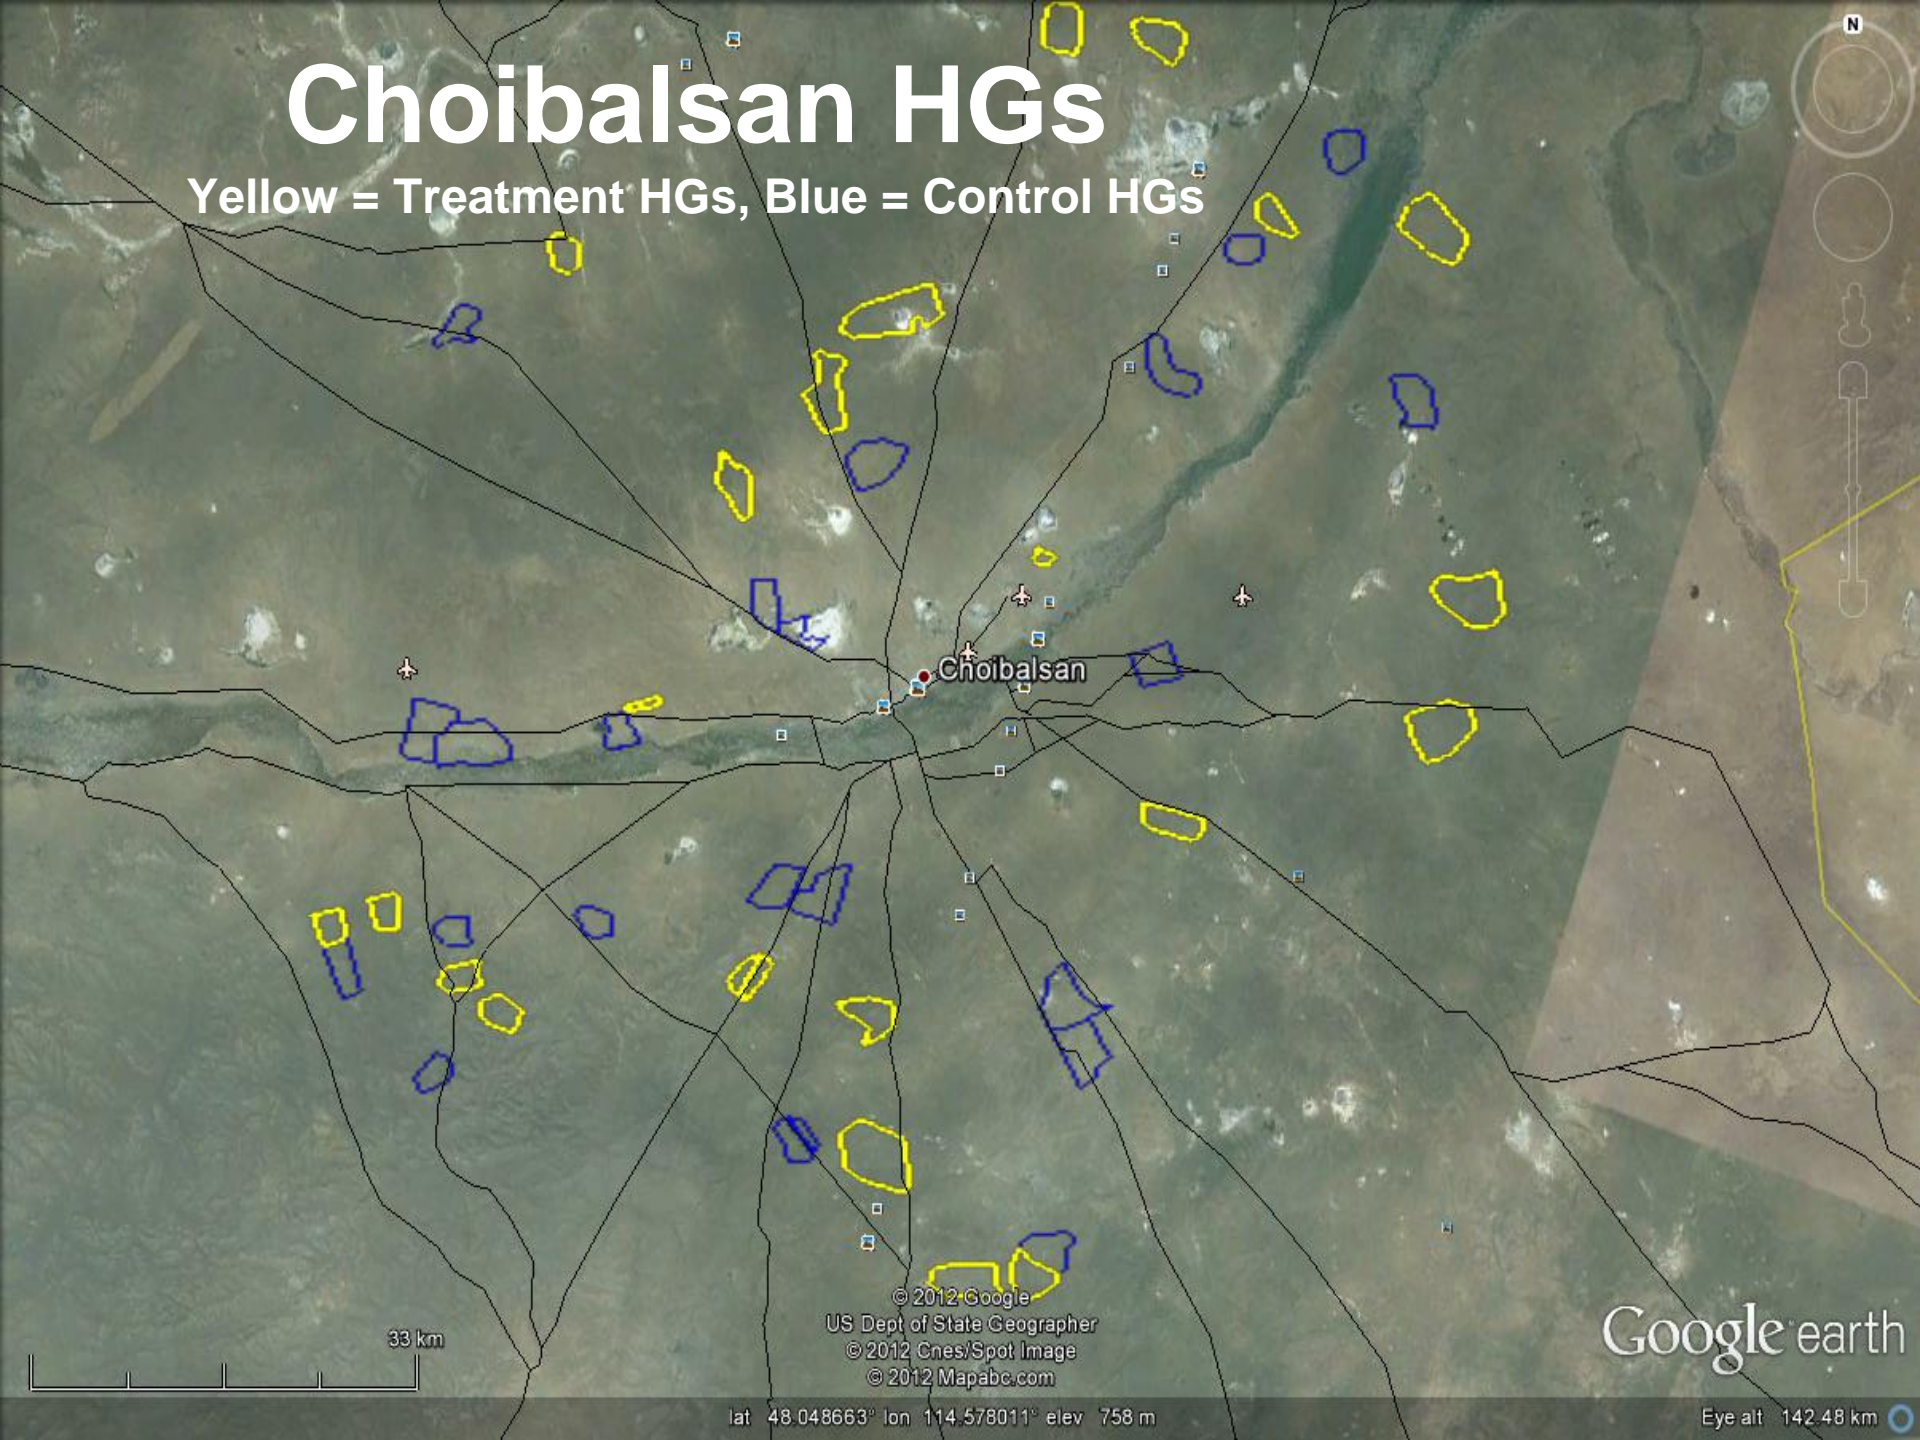 N
Choibalsan HGs
Yellow = Treatment HGs, Blue = Control HGs
Choibalsan
33 km
© 2012 Google
US Dept of State Geographer
© 2012 Cnes/Spot Image
© 2012 Mapabc.com
Google earth
lat 48.048663° lon 114.578011° elev 758 m
Eye alt 142.48 km